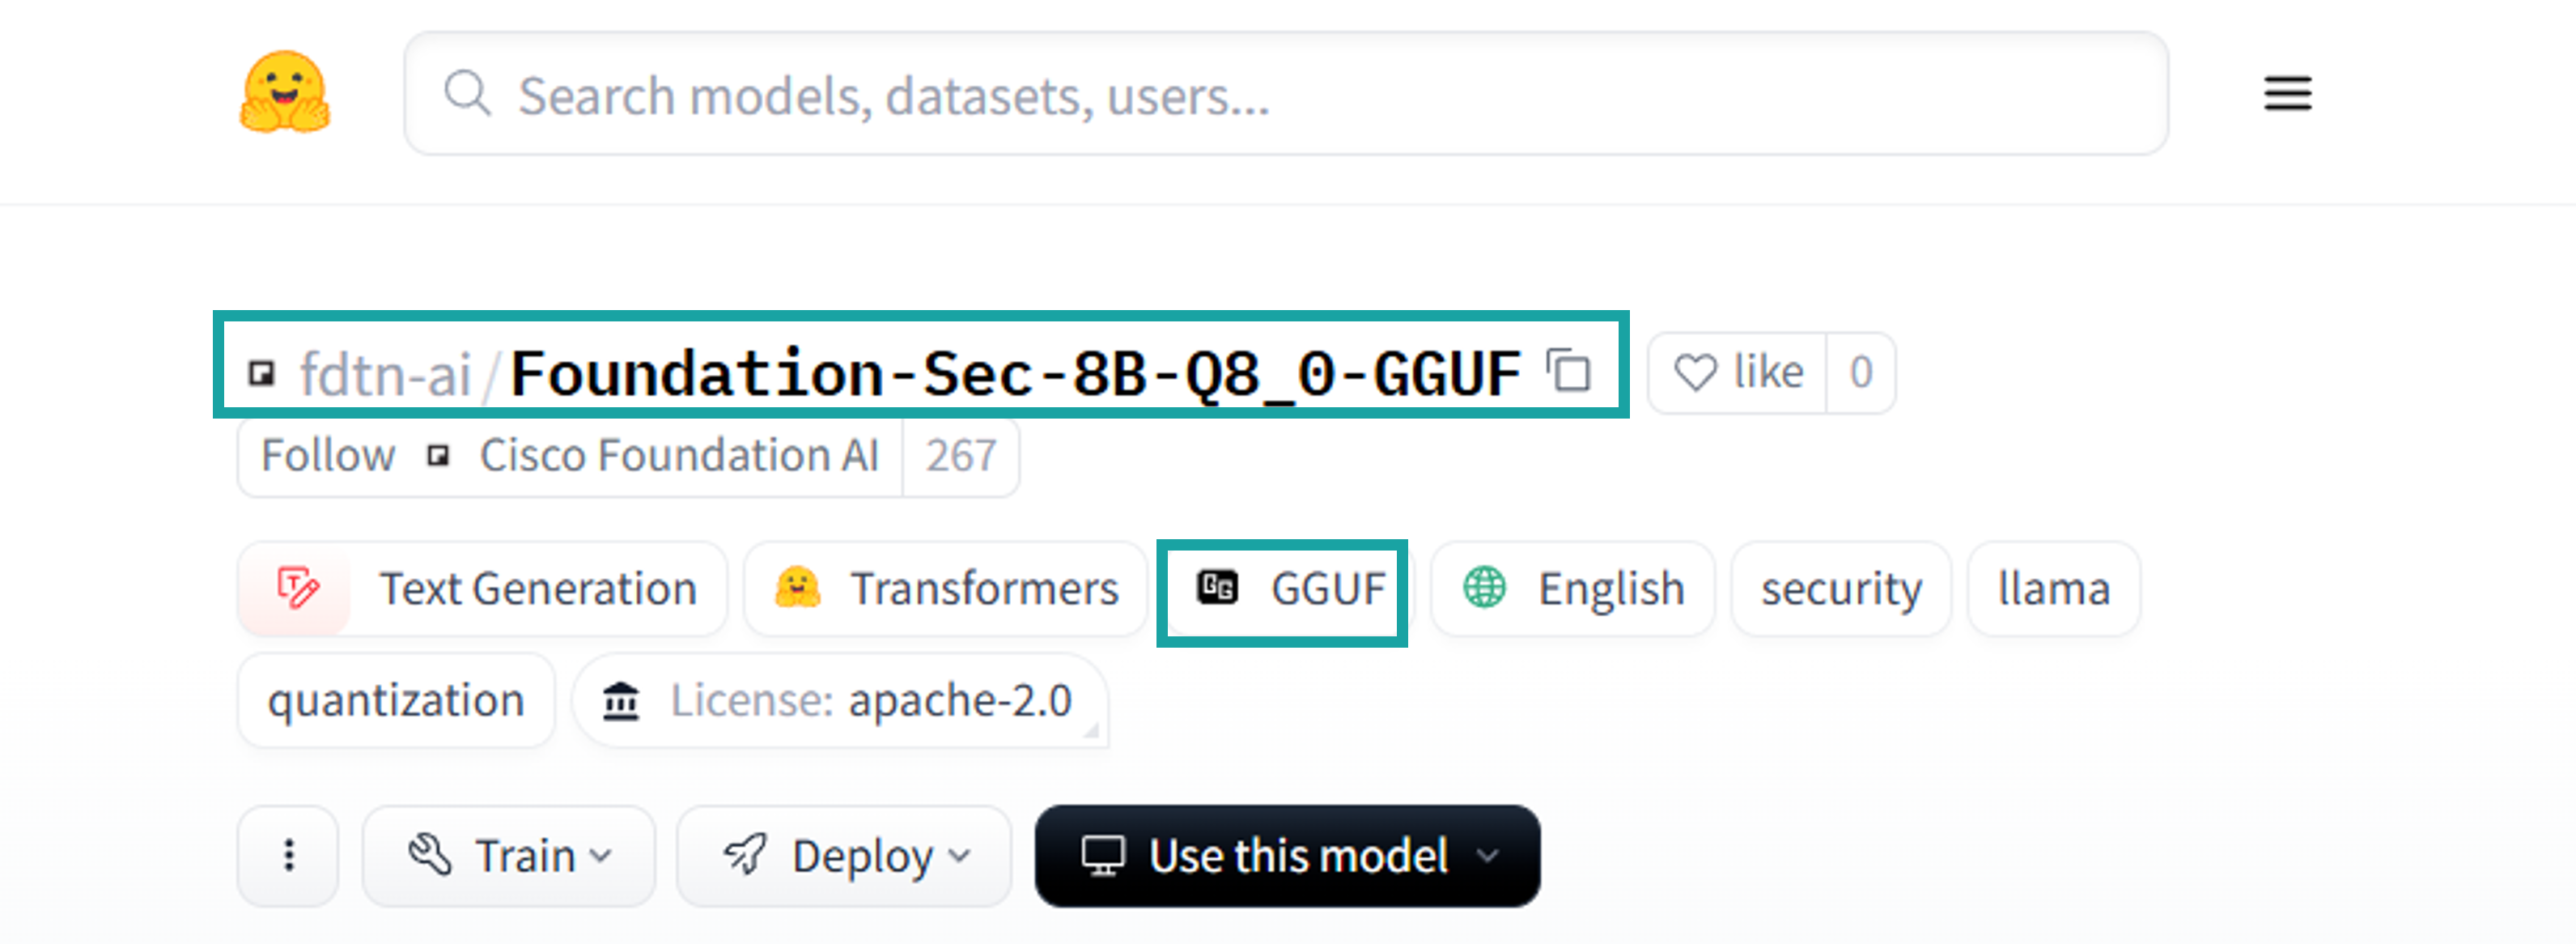 Search models, datasets, users...
fdtn-ai/Foundation-Sec-8B-Q8_0-GGUF like 0
Follow Cisco Foundation AI 267
Text Generation Transformers GGUF English security llama
quantization License: apache-2.0
Train Deploy Use this model